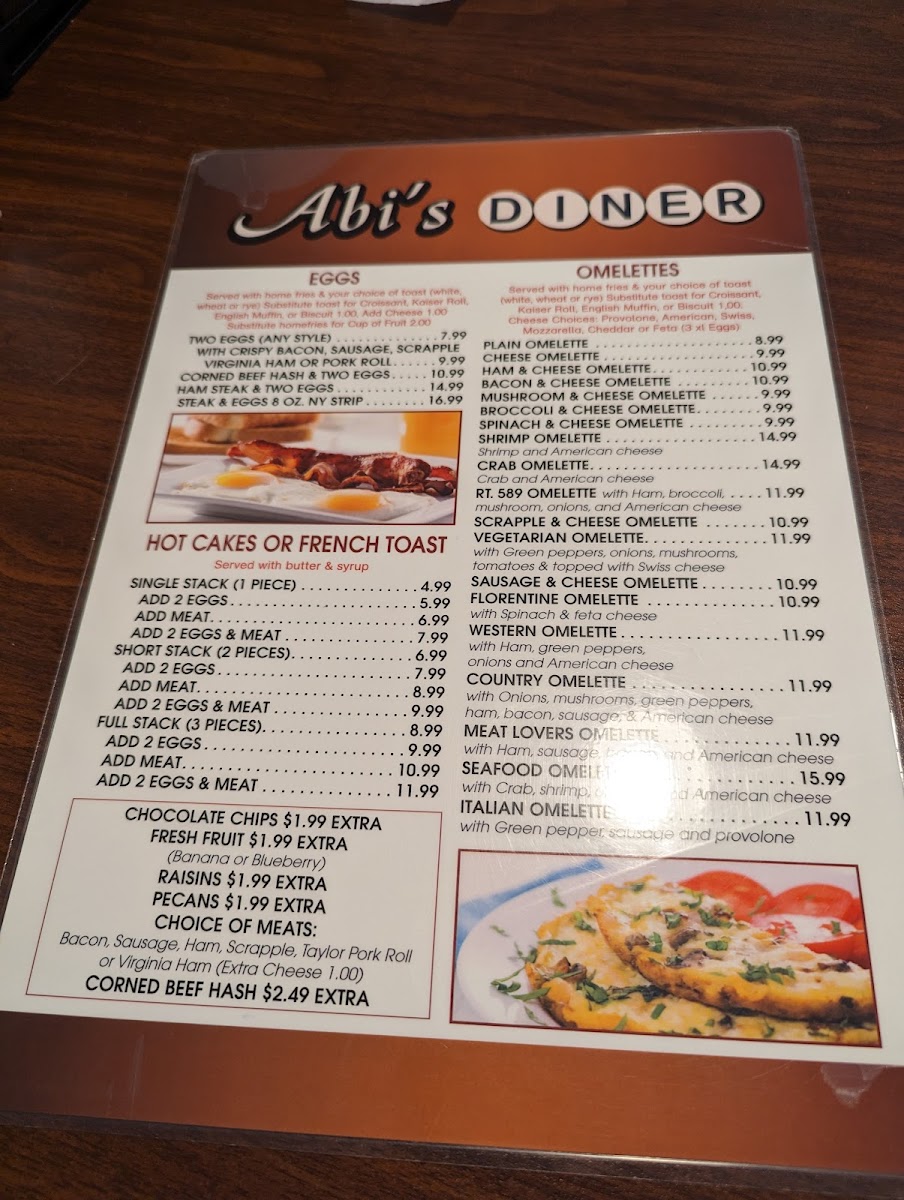 Abi's DINER
EGGS
Served with home fries & your choice of toast (white,
wheat or rye) Substitute toast for Croissant, Kaiser Roll,
English Muffin, or Biscuit 1.00, Add Cheese 1.00
Substitute homefries for Cup of Fruit 2.00
TWO EGGS (ANY STYLE) . . . . . . . . . . . . . . . . . 7.99
WITH CRISPY BACON, SAUSAGE, SCRAPPLE
VIRGINIA HAM OR PORK ROLL . . . . . . 9.99
CORNED BEEF HASH & TWO EGGS . . . . . 10.99
HAM STEAK & TWO EGGS . . . . . . . . . . . . 14.99
STEAK & EGGS 8 OZ. NY STRIP . . . . . . . . 16.99
HOT CAKES OR FRENCH TOAST
Served with butter & syrup
SINGLE STACK (1 PIECE) . . . . . . . . . . . . . . 4.99
ADD 2 EGGS . . . . . . . . . . . . . . . . . . . . . . 5.99
ADD MEAT. . . . . . . . . . . . . . . . . . . . . . . . 6.99
ADD 2 EGGS & MEAT . . . . . . . . . . . . . . . 7.99
SHORT STACK (2 PIECES). . . . . . . . . . . . . . 6.99
ADD 2 EGGS . . . . . . . . . . . . . . . . . . . . . . 7.99
ADD MEAT. . . . . . . . . . . . . . . . . . . . . . . . 8.99
ADD 2 EGGS & MEAT . . . . . . . . . . . . . . . 9.99
FULL STACK (3 PIECES). . . . . . . . . . . . . . . . 8.99
ADD 2 EGGS . . . . . . . . . . . . . . . . . . . . . . 9.99
ADD MEAT. . . . . . . . . . . . . . . . . . . . . . . 10.99
ADD 2 EGGS & MEAT . . . . . . . . . . . . . . 11.99
CHOCOLATE CHIPS $1.99 EXTRA
FRESH FRUIT $1.99 EXTRA
(Banana or Blueberry)
RAISINS $1.99 EXTRA
PECANS $1.99 EXTRA
CHOICE OF MEATS:
Bacon, Sausage, Ham, Scrapple, Taylor Pork Roll
or Virginia Ham (Extra Cheese 1.00)
CORNED BEEF HASH $2.49 EXTRA
OMELETTES
Served with home fries & your choice of toast
(white, wheat or rye) Substitute toast for Croissant,
Kaiser Roll, English Muffin, or Biscuit 1.00,
Cheese Choices: Provolone, American, Swiss,
Mozzarella, Cheddar or Feta (3 xl Eggs)
PLAIN OMELETTE . . . . . . . . . . . . . . . . . . . . 8.99
CHEESE OMELETTE . . . . . . . . . . . . . . . . . . . 9.99
HAM & CHEESE OMELETTE. . . . . . . . . . . . 10.99
BACON & CHEESE OMELETTE . . . . . . . . . 10.99
MUSHROOM & CHEESE OMELETTE . . . . . . 9.99
BROCCOLI & CHEESE OMELETTE. . . . . . . . 9.99
SPINACH & CHEESE OMELETTE . . . . . . . . . 9.99
SHRIMP OMELETTE . . . . . . . . . . . . . . . . . . 14.99
Shrimp and American cheese
CRAB OMELETTE. . . . . . . . . . . . . . . . . . . . 14.99
Crab and American cheese
RT. 589 OMELETTE with Ham, broccoli, . . . . 11.99
mushroom, onions, and American cheese
SCRAPPLE & CHEESE OMELETTE . . . . . . . 10.99
VEGETARIAN OMELETTE. . . . . . . . . . . . . . 11.99
with Green peppers, onions, mushrooms,
tomatoes & topped with Swiss cheese
SAUSAGE & CHEESE OMELETTE . . . . . . . . 10.99
FLORENTINE OMELETTE . . . . . . . . . . . . . . 10.99
with Spinach & feta cheese
WESTERN OMELETTE . . . . . . . . . . . . . . . . . 11.99
with Ham, green peppers,
onions and American cheese
COUNTRY OMELETTE . . . . . . . . . . . . . . . . 11.99
with Onions, mushrooms, green peppers,
ham, bacon, sausage, & American cheese
MEAT LOVERS OMELETTE . . . . . . . . . . . . . 11.99
with Ham, sausage, and American cheese
SEAFOOD . . . . . . . . . . . . 15.99
with Crab, shrimp, American cheese
ITALIAN OMELETTE . . . . . . . . . . . . . . . . . 11.99
with Green pepper, sausage and provolone